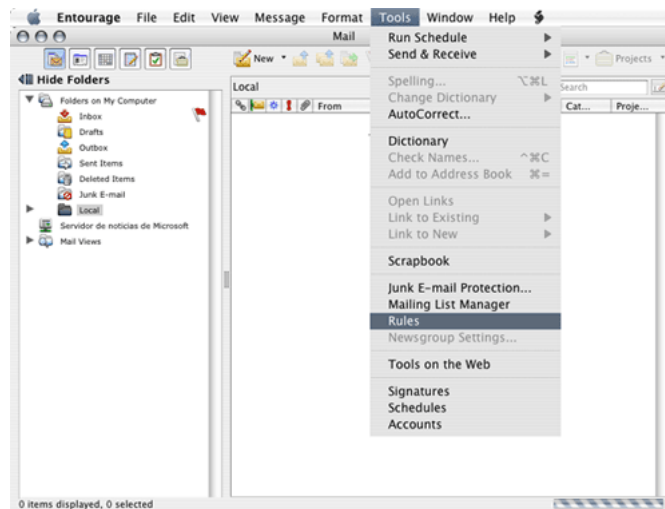 Entourage File Edit View Message Format Tools Window Help
Mail
New
Projects
Hide Folders
Folders on My Computer
Inbox
Drafts
Outbox
Sent Items
Deleted Items
Junk E-mail
Local
Servidor de noticias de Microsoft
Mail Views
Local
Search
From
Cat... Proje...
Run Schedule
Send & Receive
Spelling... ⌥⌘L
Change Dictionary
AutoCorrect...
Dictionary
Check Names... ^⌘C
Add to Address Book ⌘=
Open Links
Link to Existing
Link to New
Scrapbook
Junk E-mail Protection...
Mailing List Manager
Rules
Newsgroup Settings...
Tools on the Web
Signatures
Schedules
Accounts
0 items displayed, 0 selected